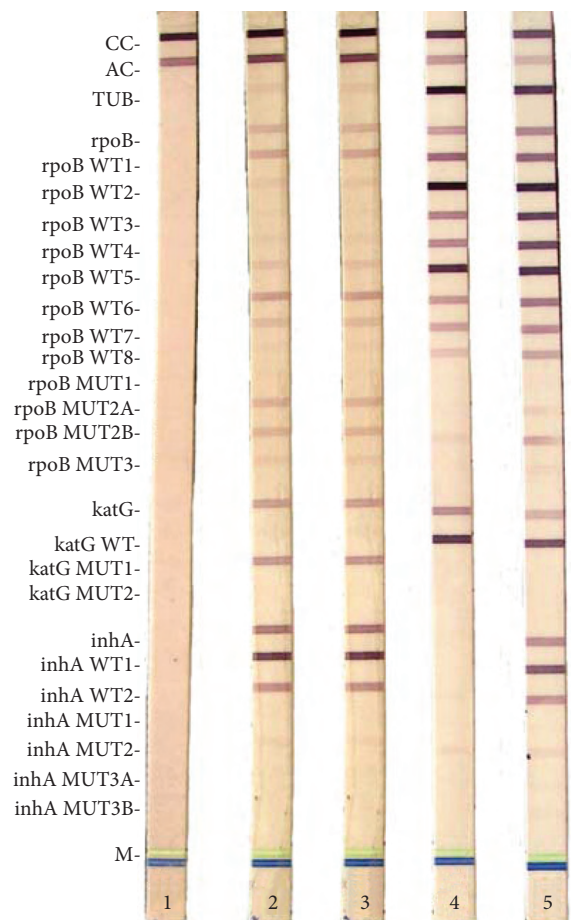 CC-
AC-
TUB-
rpoB-
rpoB WT1-
rpoB WT2-
rpoB WT3-
rpoB WT4-
rpoB WT5-
rpoB WT6-
rpoB WT7-
rpoB WT8-
rpoB MUT1-
rpoB MUT2A-
rpoB MUT2B-
rpoB MUT3-
katG-
katG WT-
katG MUT1-
katG MUT2-
inhA-
inhA WT1-
inhA WT2-
inhA MUT1-
inhA MUT2-
inhA MUT3A-
inhA MUT3B-
M-
1 2 3 4 5